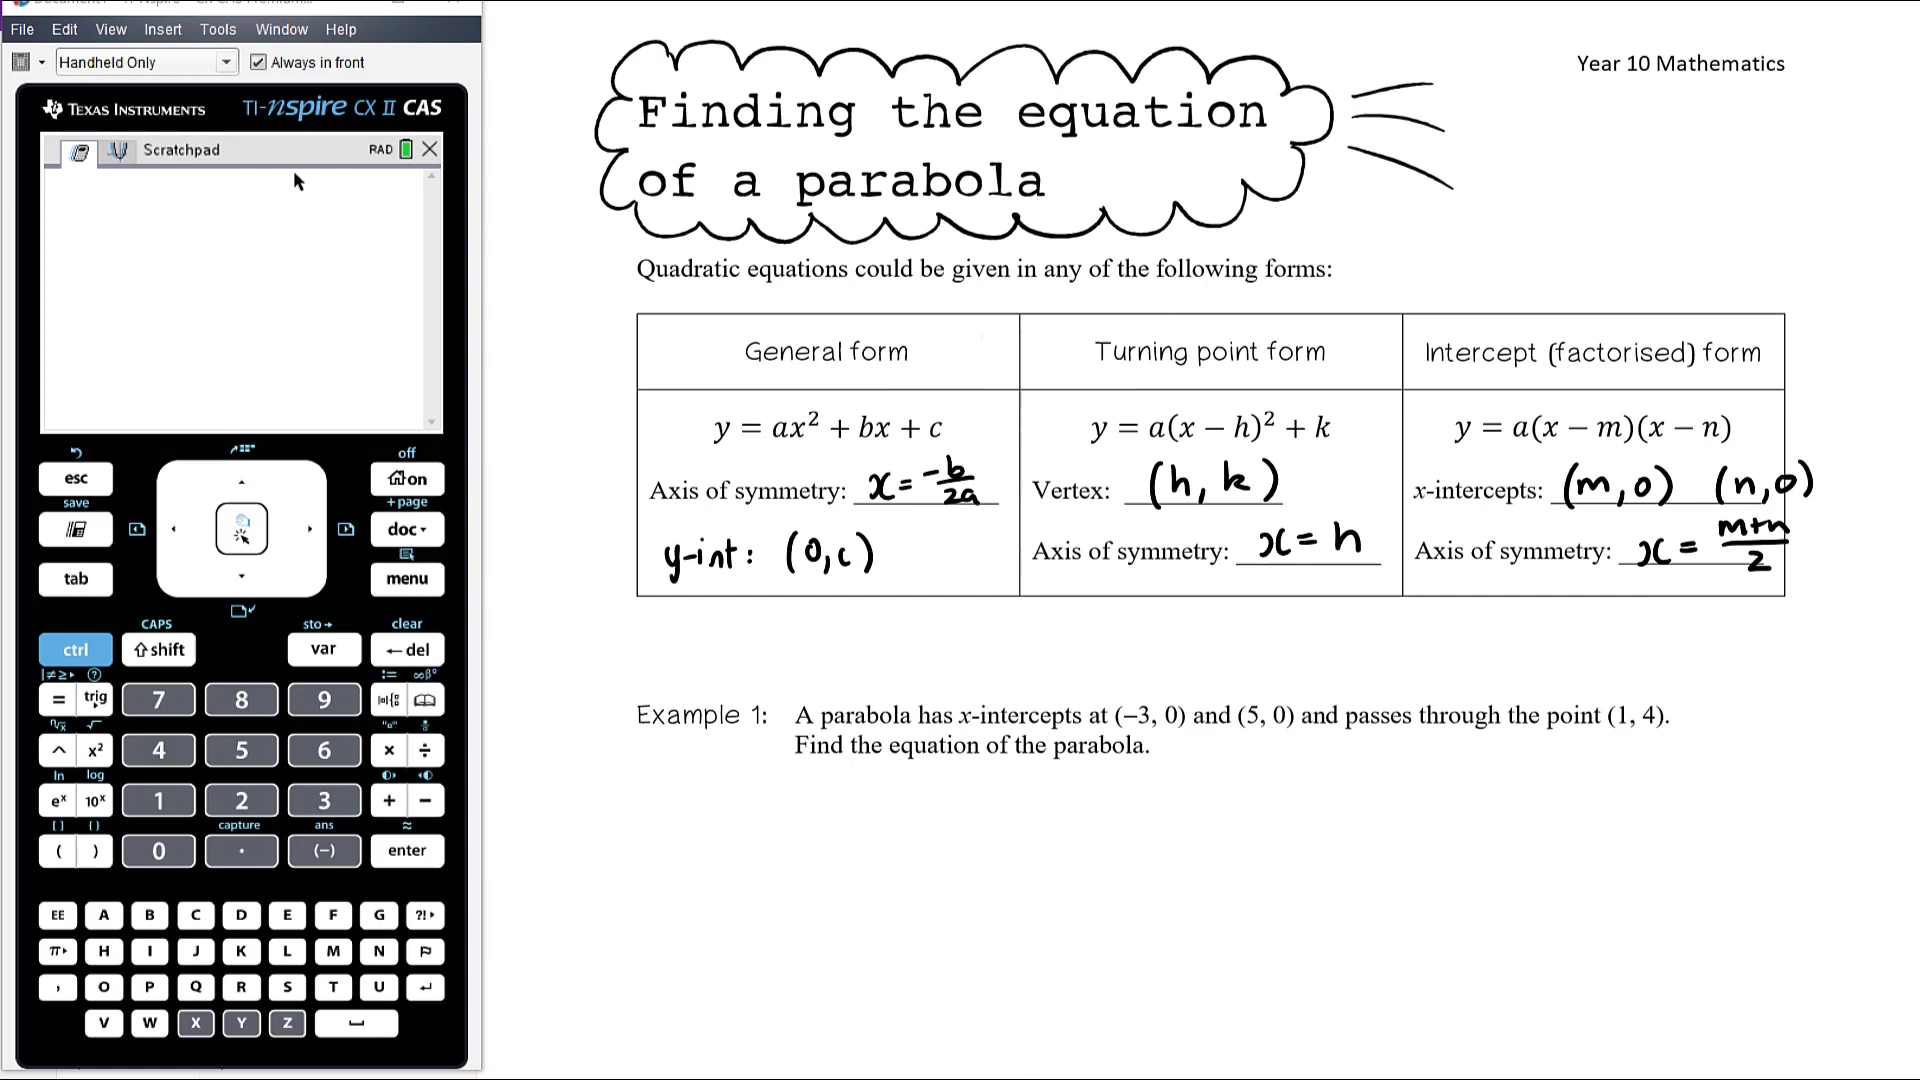 File Edit View Insert Tools Window Help
Handheld Only Always in front
TEXAS INSTRUMENTS TI-nspire CX II CAS
Scratchpad RAD
off
esc on
save +page
doc
tab menu
CAPS sto→ clear
ctrl shift var ←del
|≠≥▸ ? := ∞β°
= trig 7 8 9
^ x² 4 5 6 × ÷
ln log
eˣ 10ˣ 1 2 3 + −
[ ] { } capture ans ≈
( ) 0 . (−) enter
EE A B C D E F G ?!▸
π▸ H I J K L M N
, O P Q R S T U ↵
V W X Y Z
Year 10 Mathematics
Finding the equation
of a parabola
Quadratic equations could be given in any of the following forms:
General form Turning point form Intercept (factorised) form
y = ax² + bx + c y = a(x − h)² + k y = a(x − m)(x − n)
Axis of symmetry: x = -b/2a Vertex: (h, k) x-intercepts: (m,0) (n,0)
y-int: (0,c) Axis of symmetry: x = h Axis of symmetry: x = m+n/2
Example 1: A parabola has x-intercepts at (−3, 0) and (5, 0) and passes through the point (1, 4).
Find the equation of the parabola.